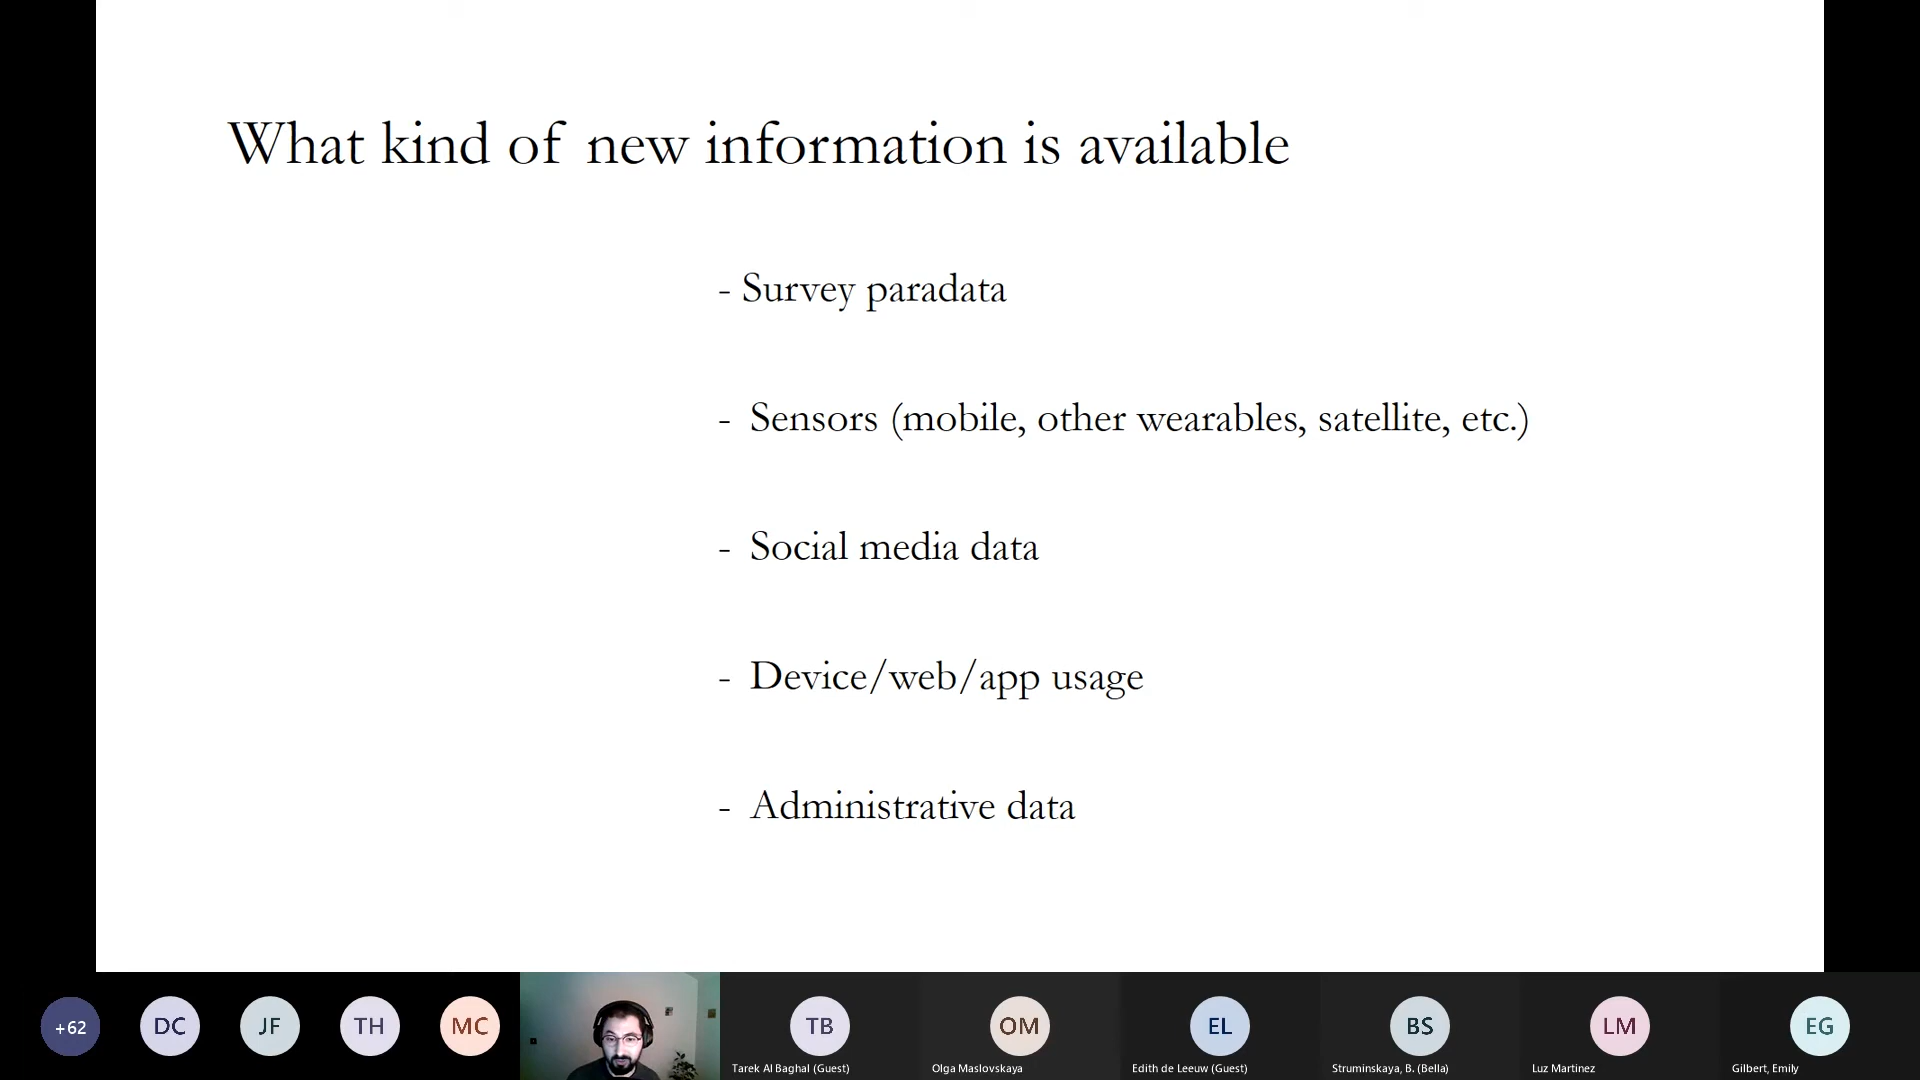 What kind of new information is available
- Survey paradata
- Sensors (mobile, other wearables, satellite, etc.)
- Social media data
- Device/web/app usage
- Administrative data
+62
DC
JF
TH
MC
TB
OM
EL
BS
LM
EG
Tarek Al Baghal (Guest)
Olga Maslovskaya
Edith de Leeuw (Guest)
Struminskaya, B. (Bella)
Luz Martinez
Gilbert, Emily